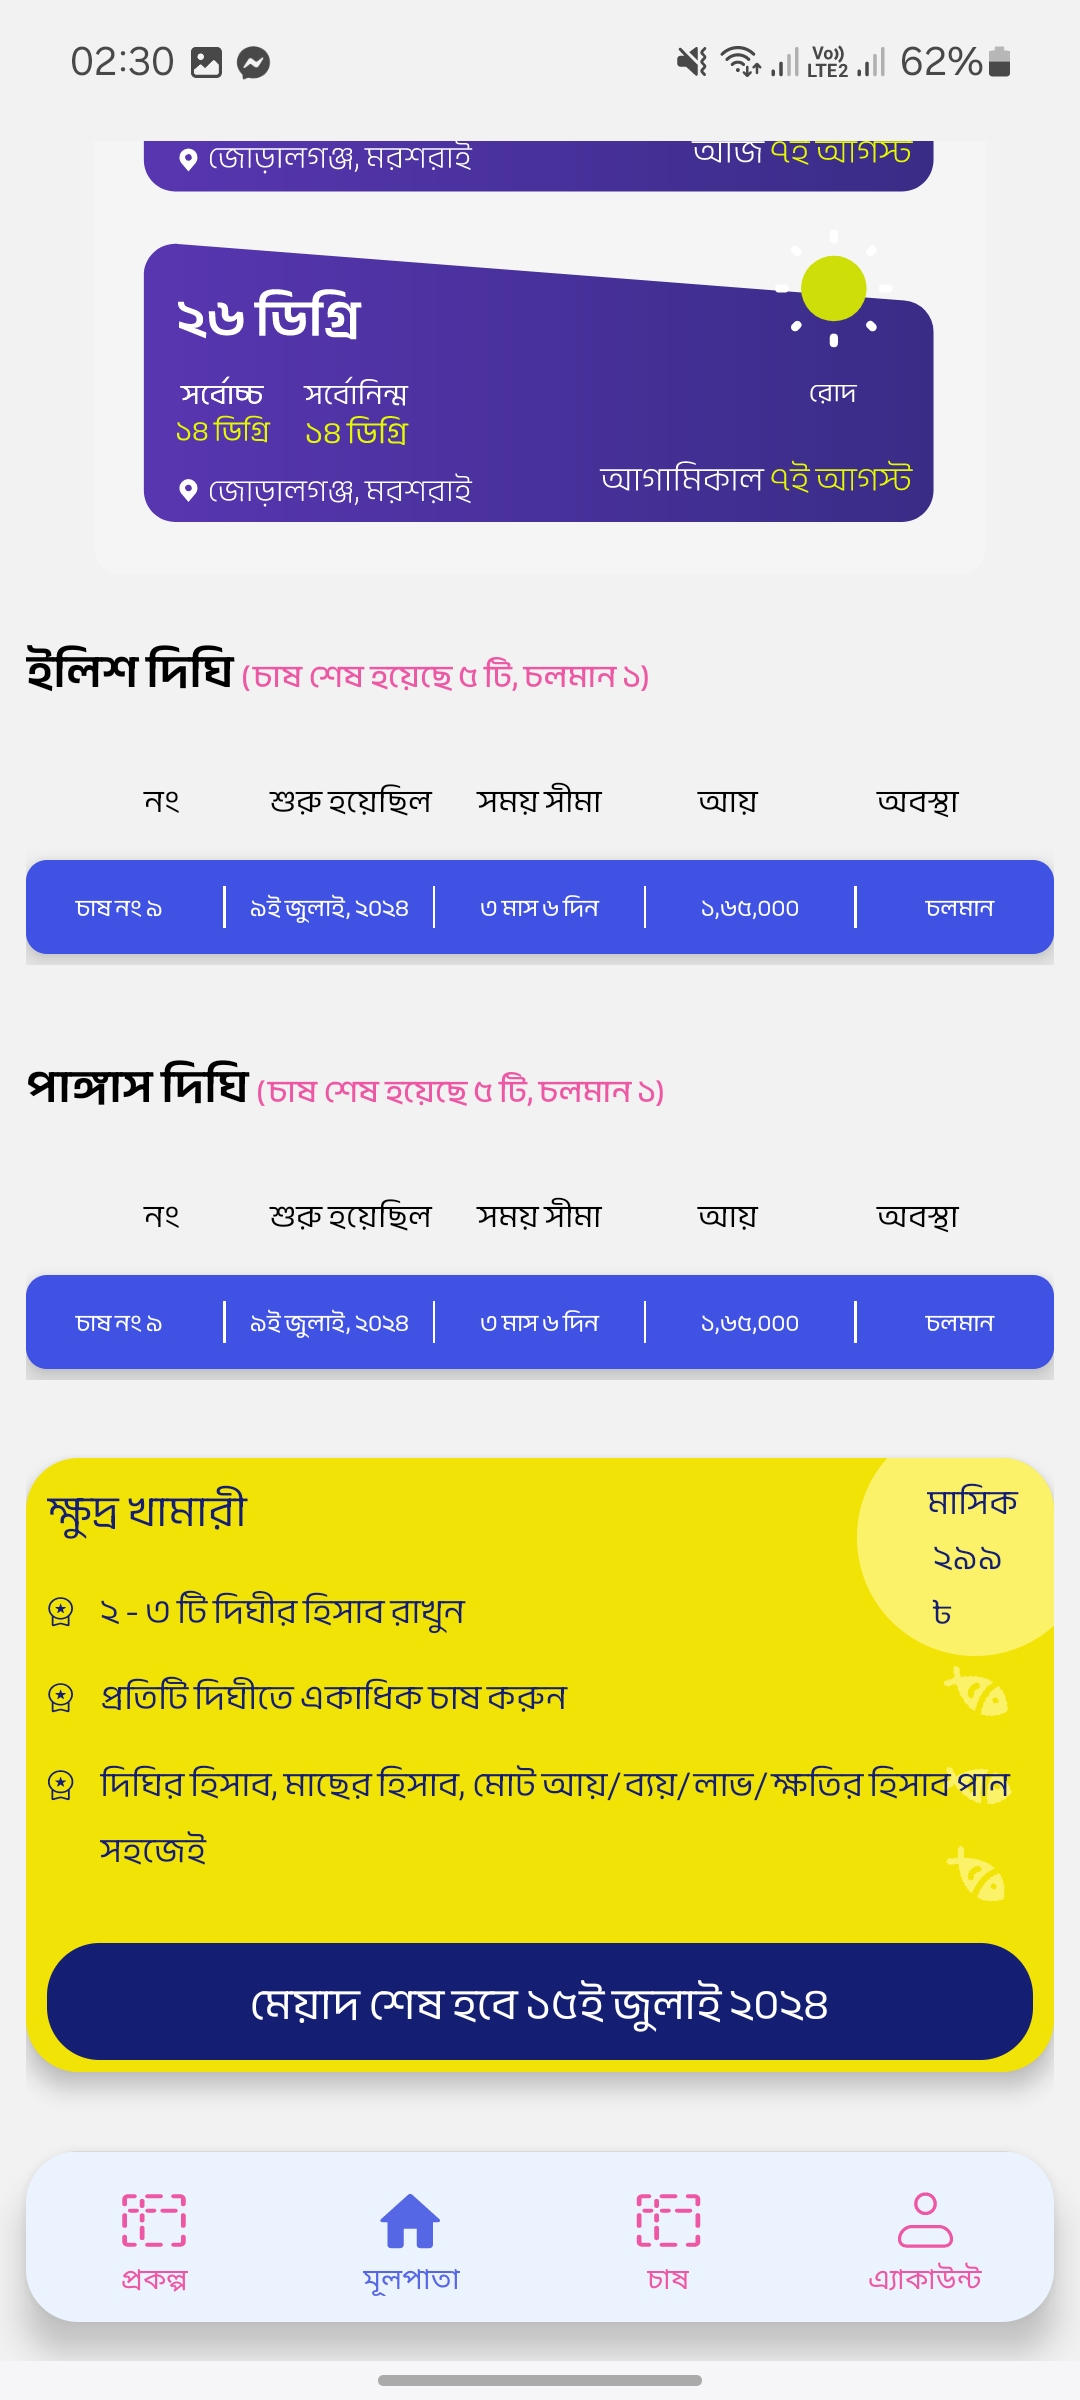 02:30 Vo)) LTE2 62%
জোড়ালগঞ্জ, মরশরাই আজ ৭ই আগস্ট
২৬ ডিগ্রি
সর্বোচ্চ সর্বোনিম্ম রোদ
১৪ ডিগ্রি ১৪ ডিগ্রি
জোড়ালগঞ্জ, মরশরাই আগামিকাল ৭ই আগস্ট
ইলিশ দিঘি (চাষ শেষ হয়েছে ৫ টি, চলমান ১)
নং শুরু হয়েছিল সময় সীমা আয় অবস্থা
চাষ নং ৯ ৯ই জুলাই, ২০২৪ ৩ মাস ৬ দিন ১,৬৫,০০০ চলমান
পাঙ্গাস দিঘি (চাষ শেষ হয়েছে ৫ টি, চলমান ১)
নং শুরু হয়েছিল সময় সীমা আয় অবস্থা
চাষ নং ৯ ৯ই জুলাই, ২০২৪ ৩ মাস ৬ দিন ১,৬৫,০০০ চলমান
ক্ষুদ্র খামারী
মাসিক
২৯৯
৳
২ - ৩ টি দিঘীর হিসাব রাখুন
প্রতিটি দিঘীতে একাধিক চাষ করুন
দিঘির হিসাব, মাছের হিসাব, মোট আয়/ব্যয়/লাভ/ক্ষতির হিসাব পান
সহজেই
মেয়াদ শেষ হবে ১৫ই জুলাই ২০২৪
প্রকল্প মূলপাতা চাষ এ্যাকাউন্ট